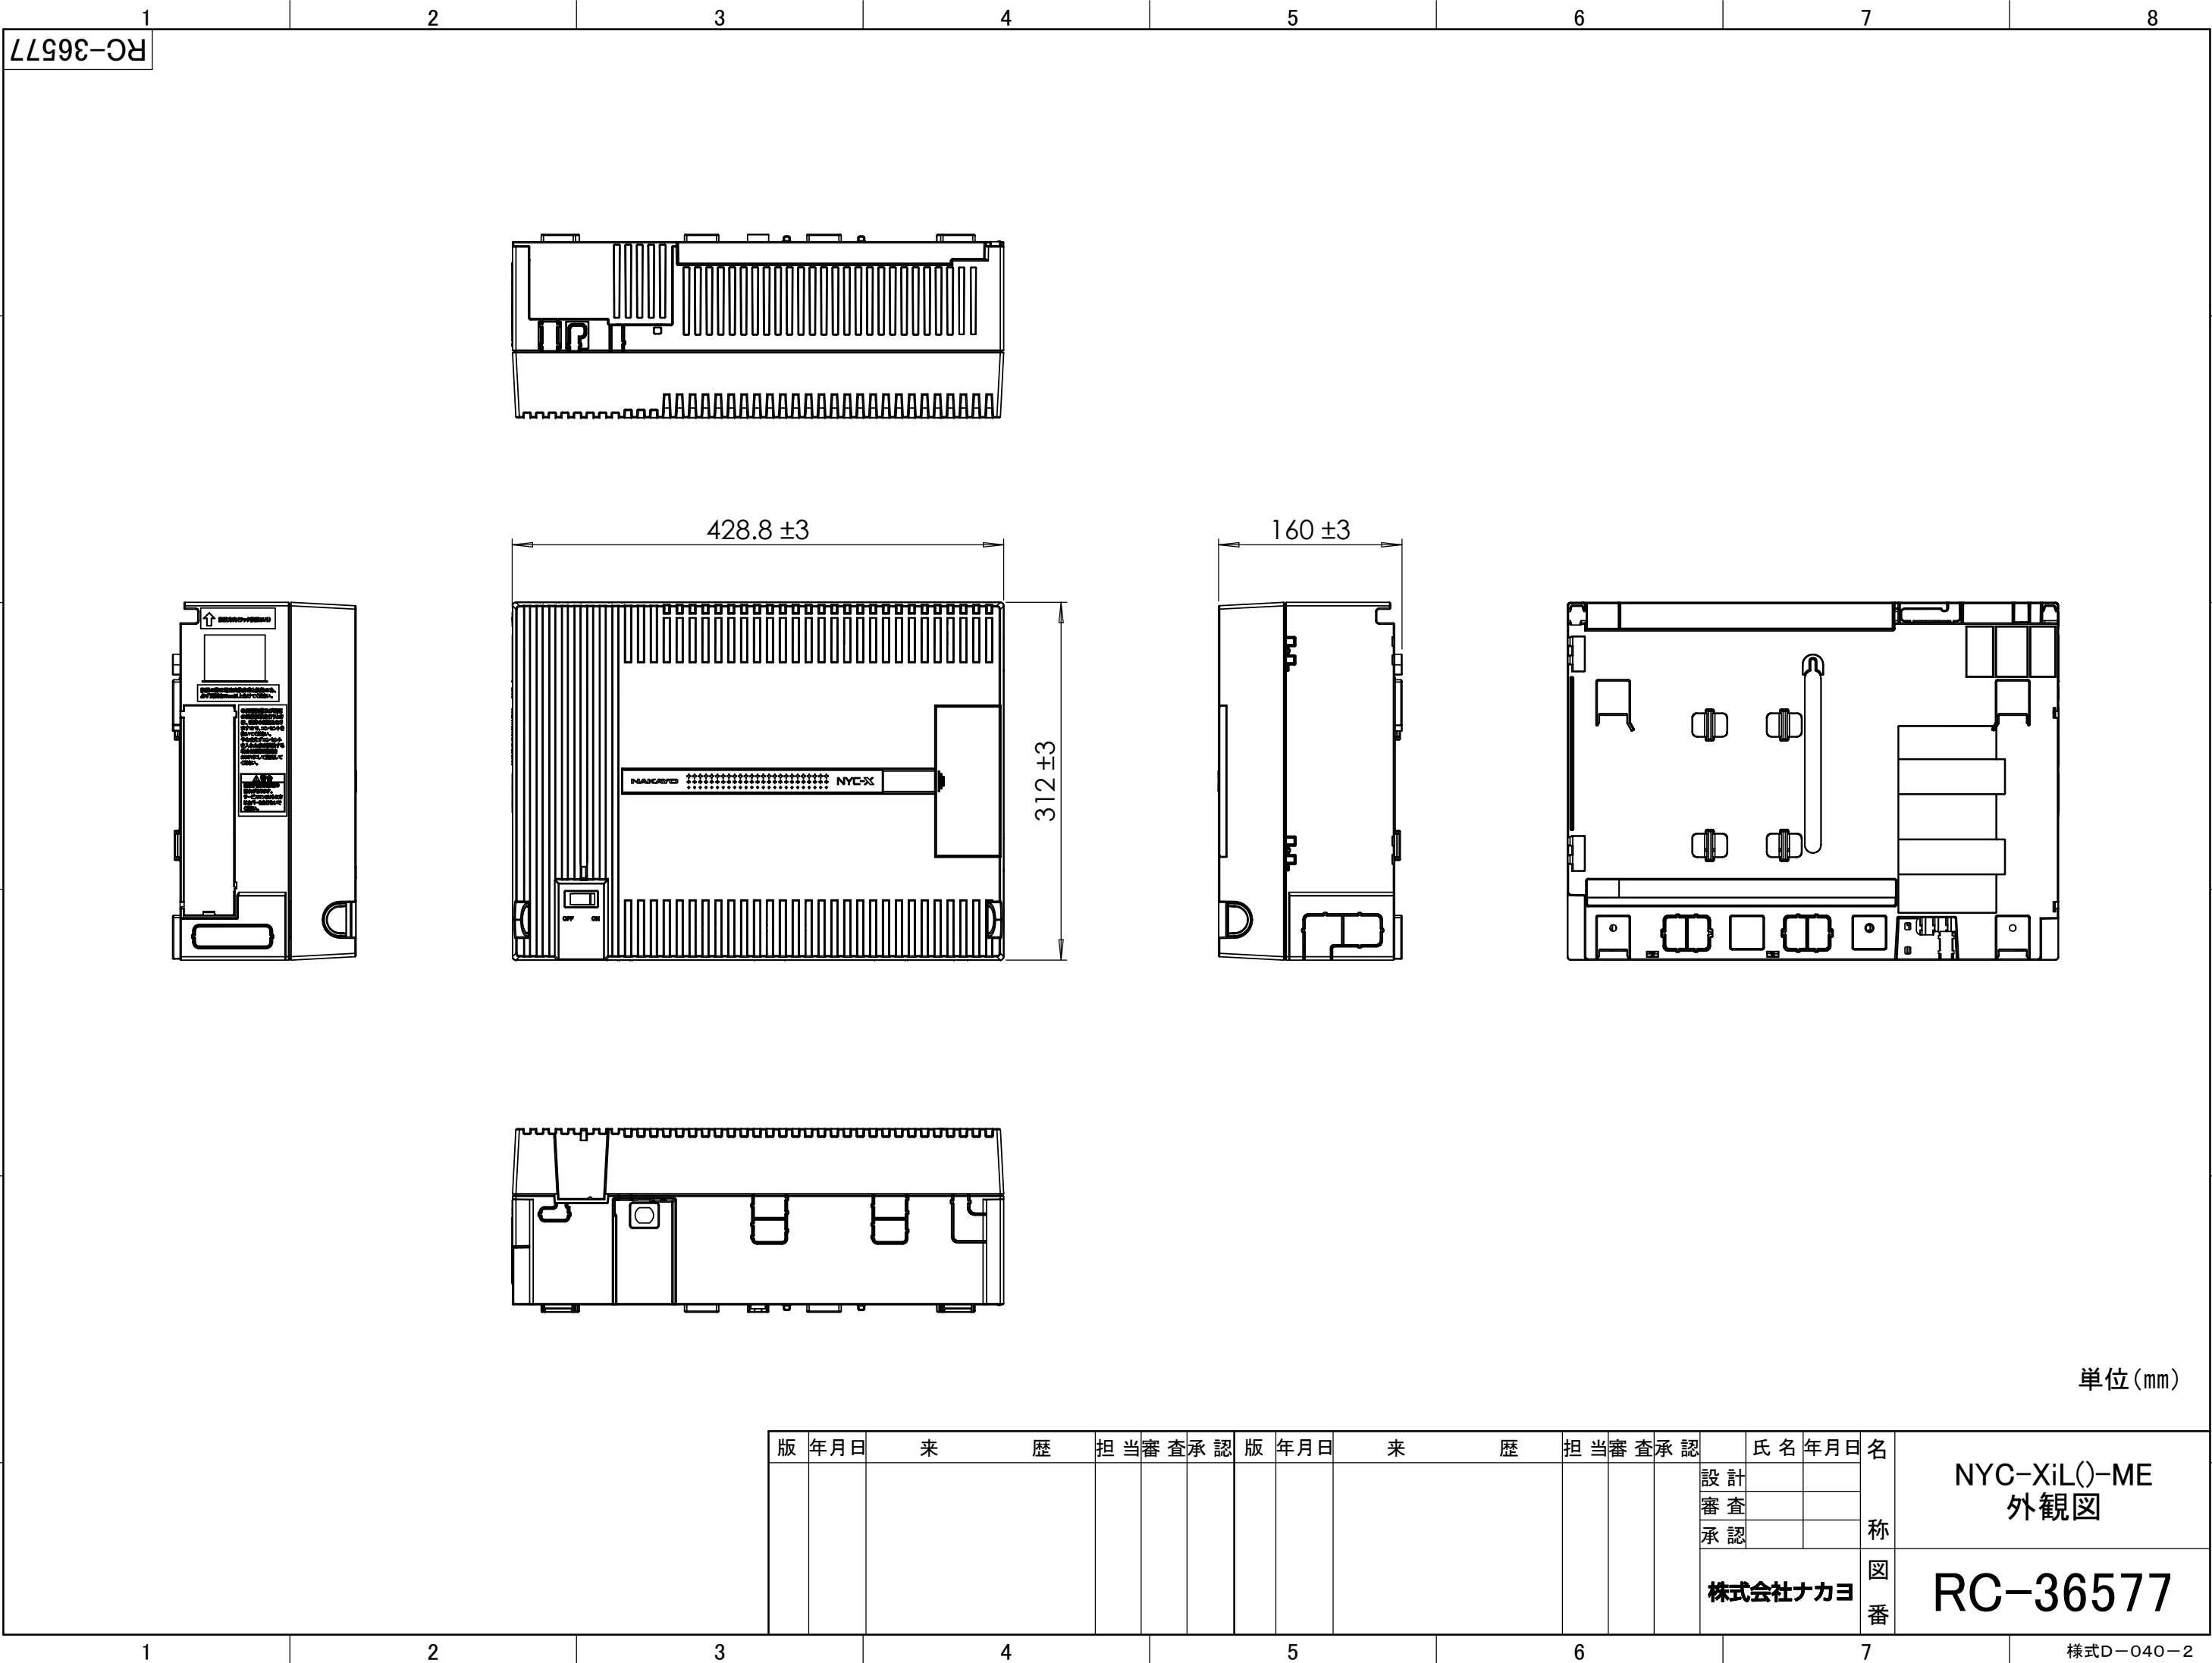 1 2 3 4 5 6 7 8
RC-36577
428.8 ±3
160 ±3
312 ±3
NAKAYO NYC-X
OFF ON
単位(mm)
版 年月日 来 歴 担当 審査 承認 版 年月日 来 歴 担当 審査 承認 氏名 年月日 名
設計
審査
承認
称
NYC-XiL()-ME
外観図
株式会社ナカヨ
図
番
RC-36577
1 2 3 4 5 6 7
様式D-040-2